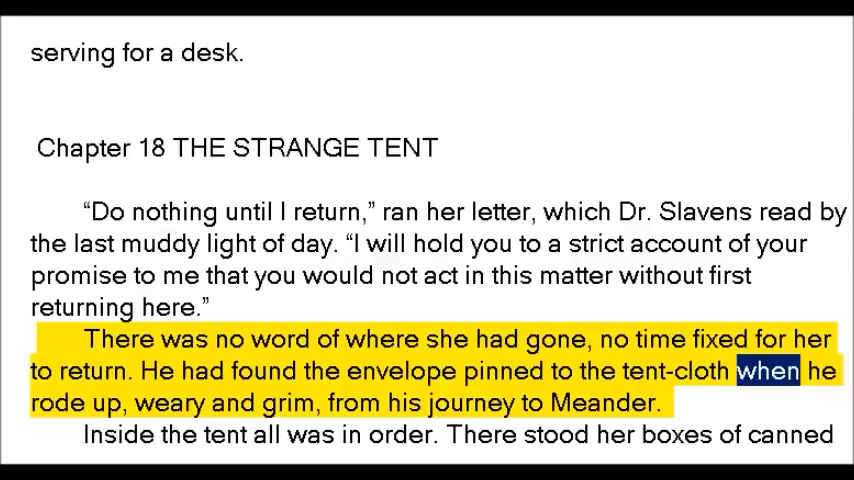 serving for a desk.
Chapter 18 THE STRANGE TENT
“Do nothing until I return,” ran her letter, which Dr. Slavens read by
the last muddy light of day. “I will hold you to a strict account of your
promise to me that you would not act in this matter without first
returning here.”
There was no word of where she had gone, no time fixed for her
to return. He had found the envelope pinned to the tent-cloth when he
rode up, weary and grim, from his journey to Meander.
Inside the tent all was in order. There stood her boxes of canned